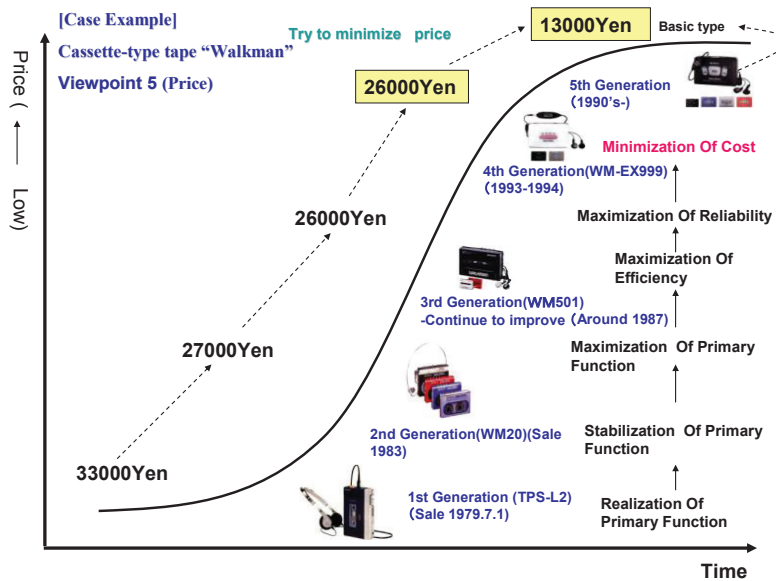 [Case Example]
Cassette-type tape “Walkman”
Viewpoint 5 (Price)
Try to minimize price
13000Yen
Basic type
26000Yen
5th Generation
(1990's-)
Minimization Of Cost
4th Generation(WM-EX999)
(1993-1994)
26000Yen
Maximization Of Reliability
Maximization Of
Efficiency
3rd Generation(WM501)
-Continue to improve (Around 1987)
27000Yen
Maximization Of Primary
Function
2nd Generation(WM20)(Sale
1983)
Stabilization Of Primary
Function
33000Yen
1st Generation (TPS-L2)
(Sale 1979.7.1)
Realization Of
Primary Function
Price ( ← Low)
Time